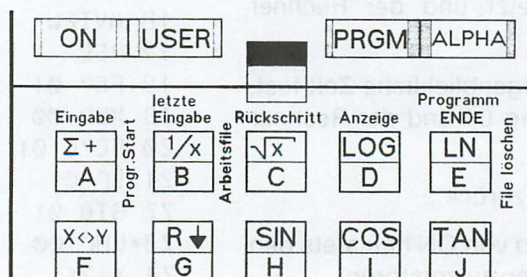 ON USER PRGM ALPHA
letzte Programm
Eingabe Eingabe Rückschritt Anzeige ENDE
Σ+ 1/x √x LOG LN
A B C D E
Progr.Start
Arbeitsfile
File löschen
X<>Y R↓ SIN COS TAN
F G H I J